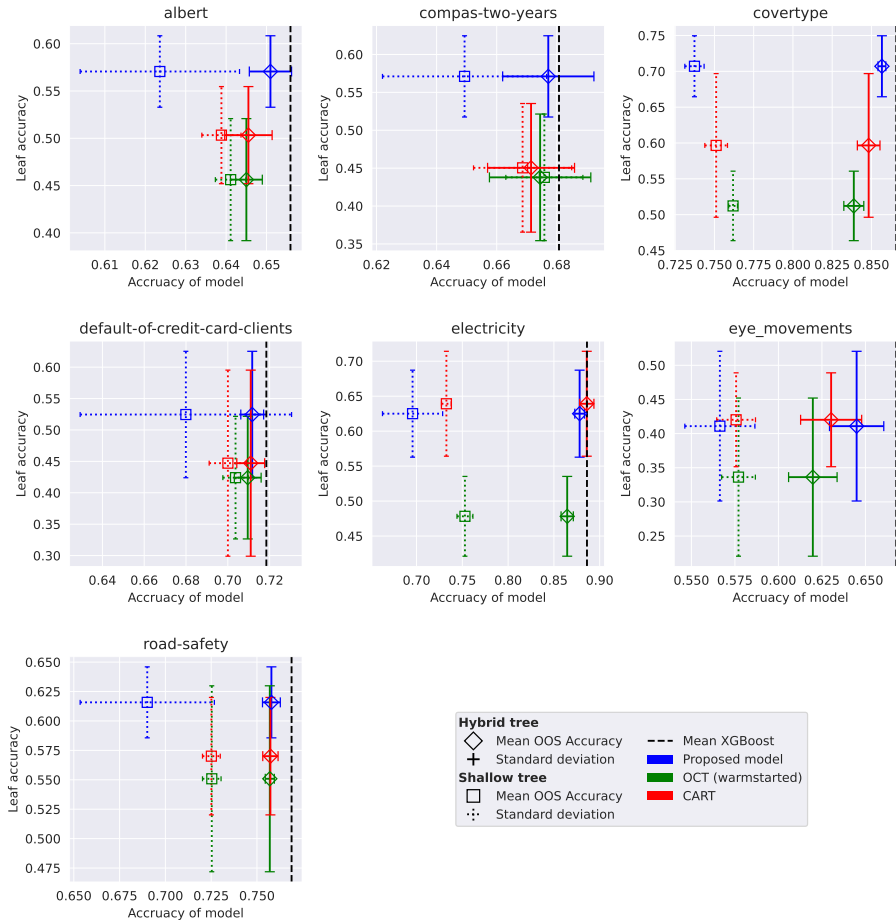 albert
0.60
0.55
0.50
0.45
0.40
Leaf accuracy
0.61 0.62 0.63 0.64 0.65
Accruacy of model
compas-two-years
0.60
0.55
0.50
0.45
0.40
0.35
Leaf accuracy
0.62 0.64 0.66 0.68
Accruacy of model
covertype
0.75
0.70
0.65
0.60
0.55
0.50
0.45
Leaf accuracy
0.725 0.750 0.775 0.800 0.825 0.850
Accruacy of model
default-of-credit-card-clients
0.60
0.55
0.50
0.45
0.40
0.35
0.30
Leaf accuracy
0.64 0.66 0.68 0.70 0.72
Accruacy of model
electricity
0.70
0.65
0.60
0.55
0.50
0.45
Leaf accuracy
0.70 0.75 0.80 0.85 0.90
Accruacy of model
eye_movements
0.50
0.45
0.40
0.35
0.30
0.25
Leaf accuracy
0.550 0.575 0.600 0.625 0.650
Accruacy of model
road-safety
0.650
0.625
0.600
0.575
0.550
0.525
0.500
0.475
Leaf accuracy
0.650 0.675 0.700 0.725 0.750
Accruacy of model
Hybrid tree
Mean OOS Accuracy
Standard deviation
Shallow tree
Mean OOS Accuracy
Standard deviation
Mean XGBoost
Proposed model
OCT (warmstarted)
CART